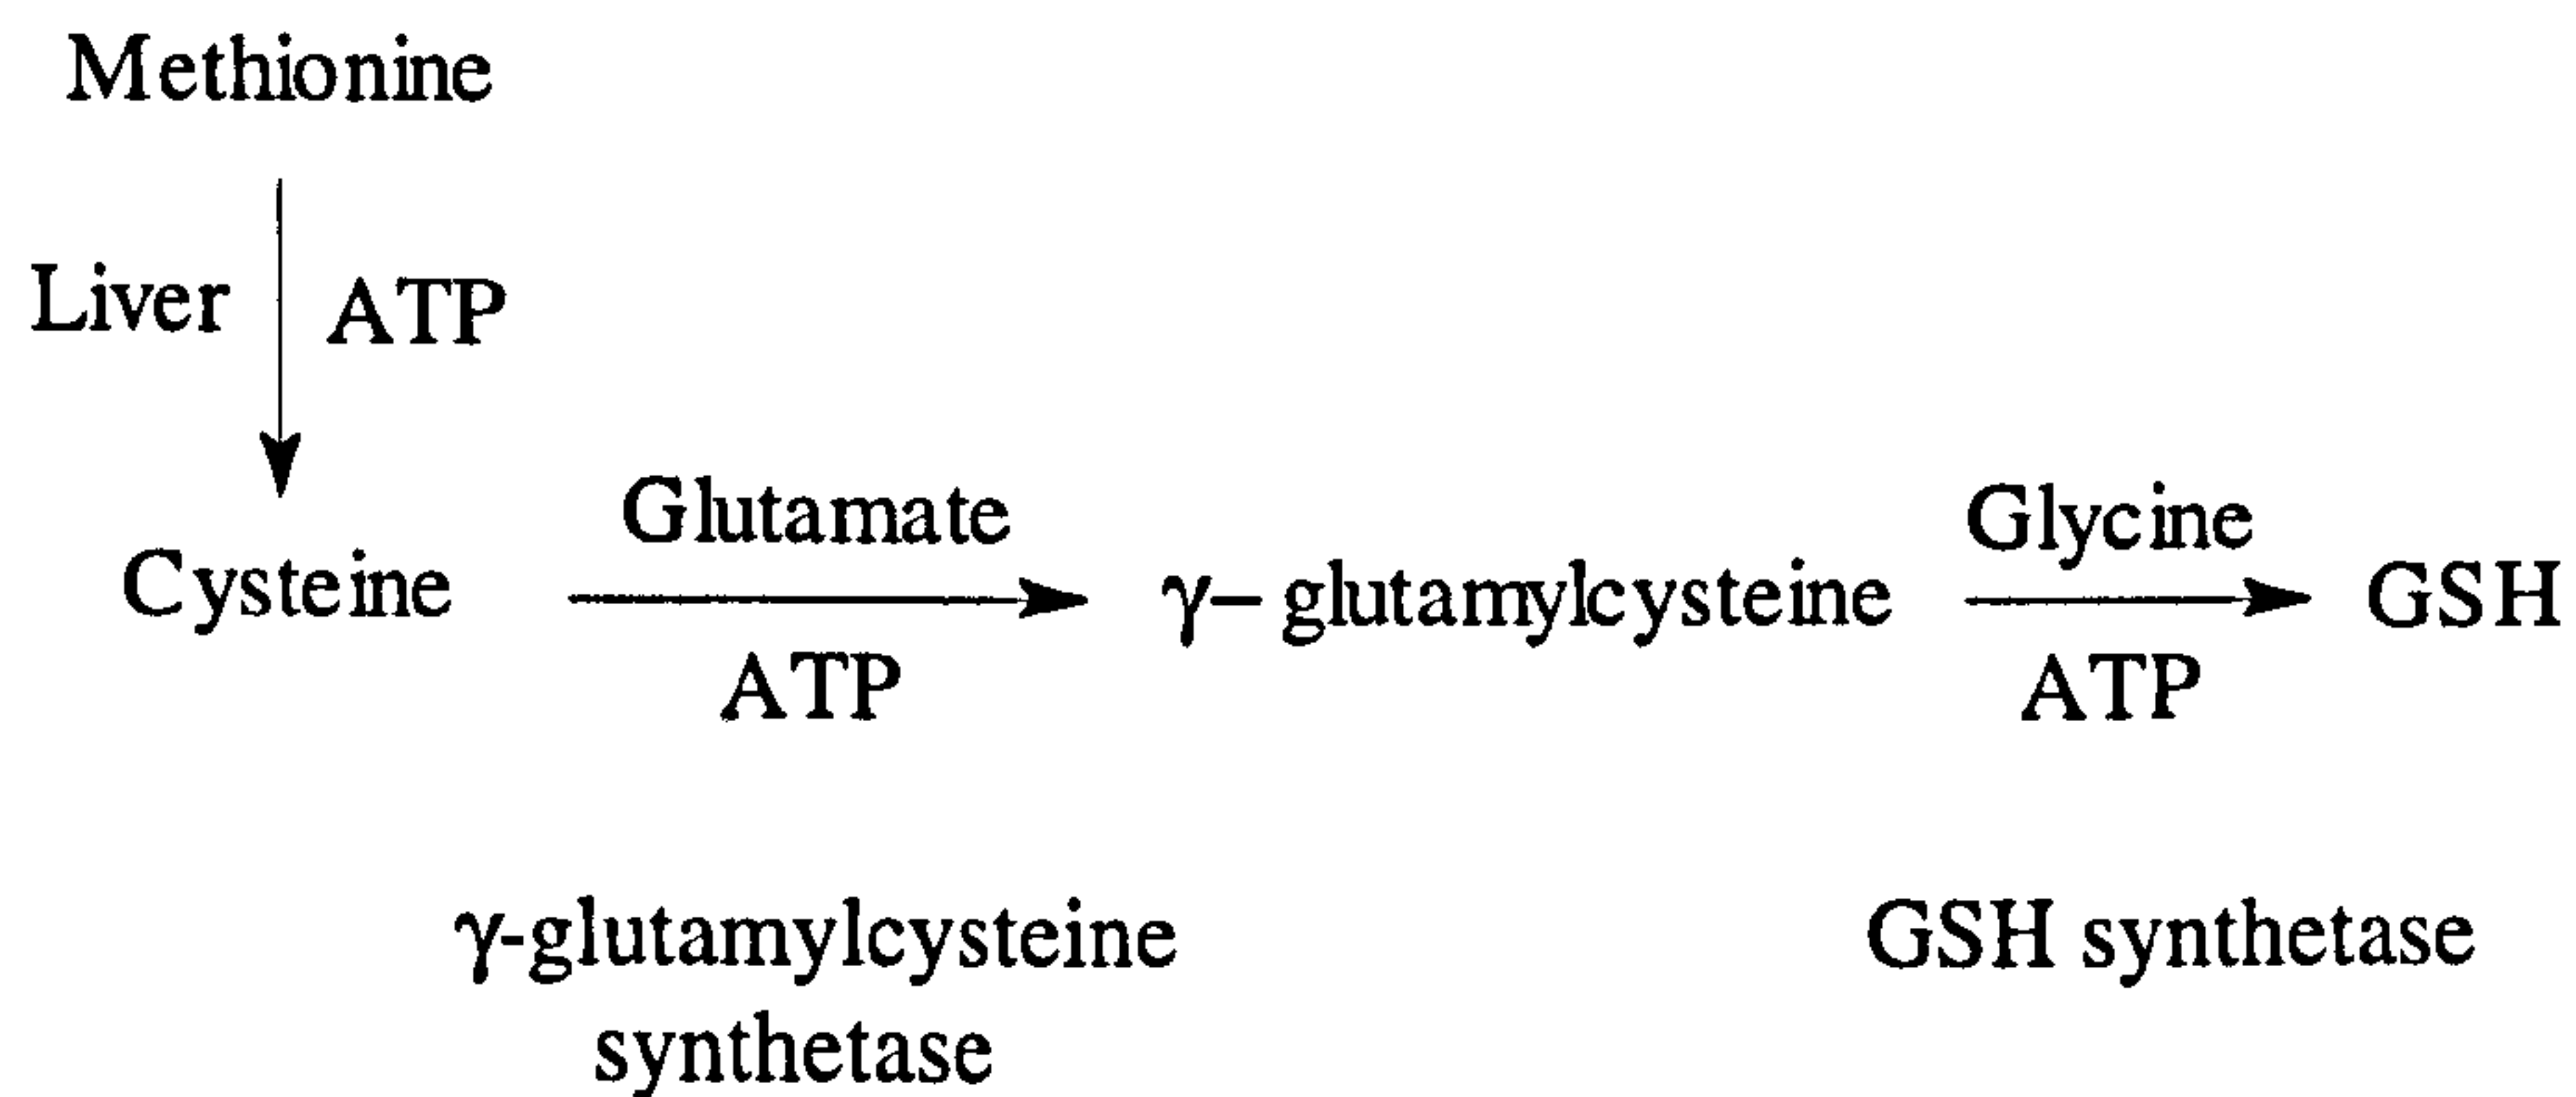 Methionine
Liver ATP
Glutamate
Glycine
Cysteine γ– glutamylcysteine GSH
ATP
ATP
γ-glutamylcysteine
synthetase
GSH synthetase